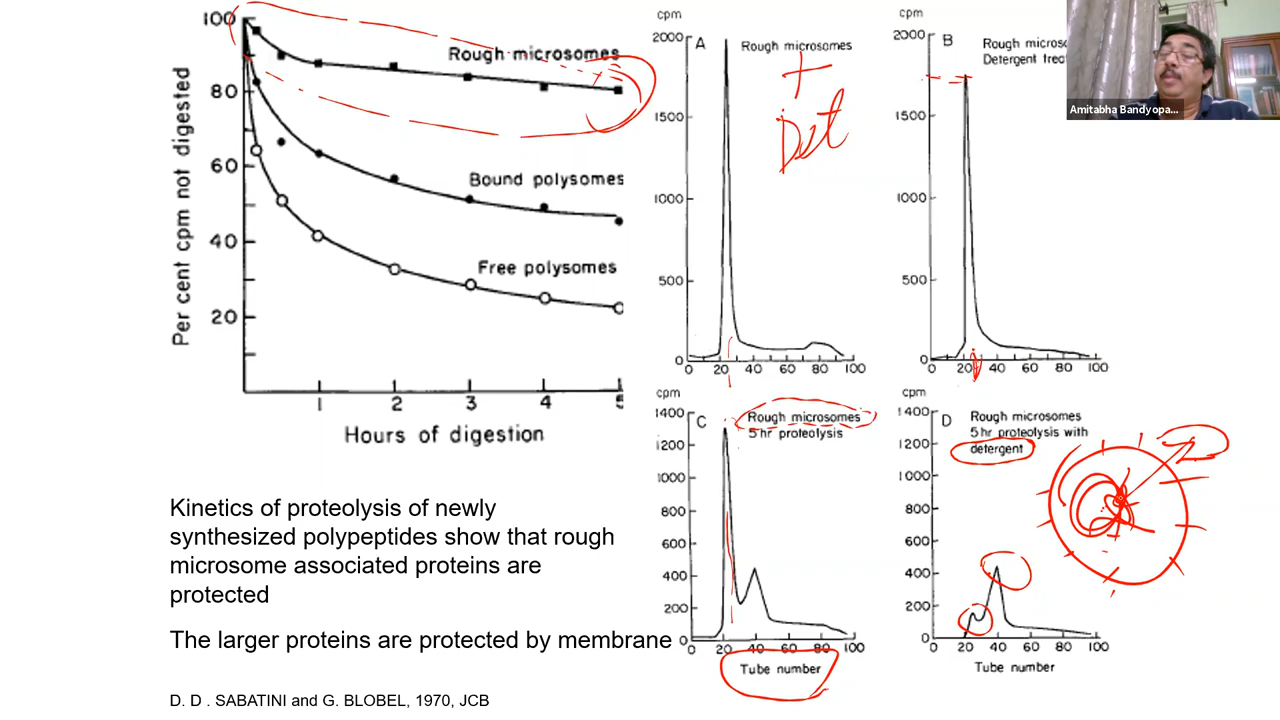 100
80
60
40
20
Per cent cpm not digested
Rough microsomes
Bound polysomes
Free polysomes
1 2 3 4 5
Hours of digestion
cpm
2000
1500
1000
500
0
A
Rough microsomes
+
Det
0 20 40 60 80 100
cpm
2000
1500
1000
500
0
B
Rough micros
Detergent treat
0 20 40 60 80 100
Amitabha Bandyopa...
cpm
1400
1200
1000
800
600
400
200
0
C
Rough microsomes
5 hr proteolysis
0 20 40 60 80 100
Tube number
cpm
1400
1200
1000
800
600
400
200
0
D
Rough microsomes
5 hr proteolysis with
detergent
0 20 40 60 80 100
Tube number
Kinetics of proteolysis of newly
synthesized polypeptides show that rough
microsome associated proteins are
protected
The larger proteins are protected by membrane
D. D . SABATINI and G. BLOBEL, 1970, JCB